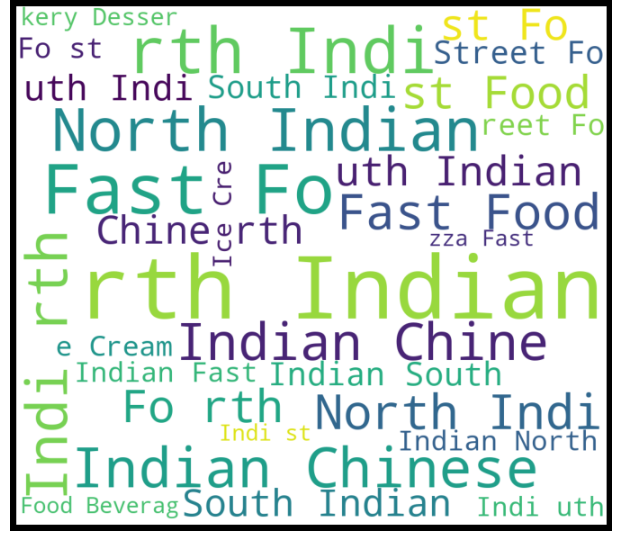 kery Desser
st Fo
Fo st
rth Indi
Street Fo
uth Indi
South Indi
st Food
North Indian
reet Fo
Fast Fo
Ice Cre
uth Indian
Fast Food
Chine
rth
zza Fast
rth Indian
Indi rth
e Cream
Indian Chine
Indian Fast
Indian South
Fo rth
North Indi
Indi st
Indian North
Indian Chinese
Food Beverag
South Indian
Indi uth